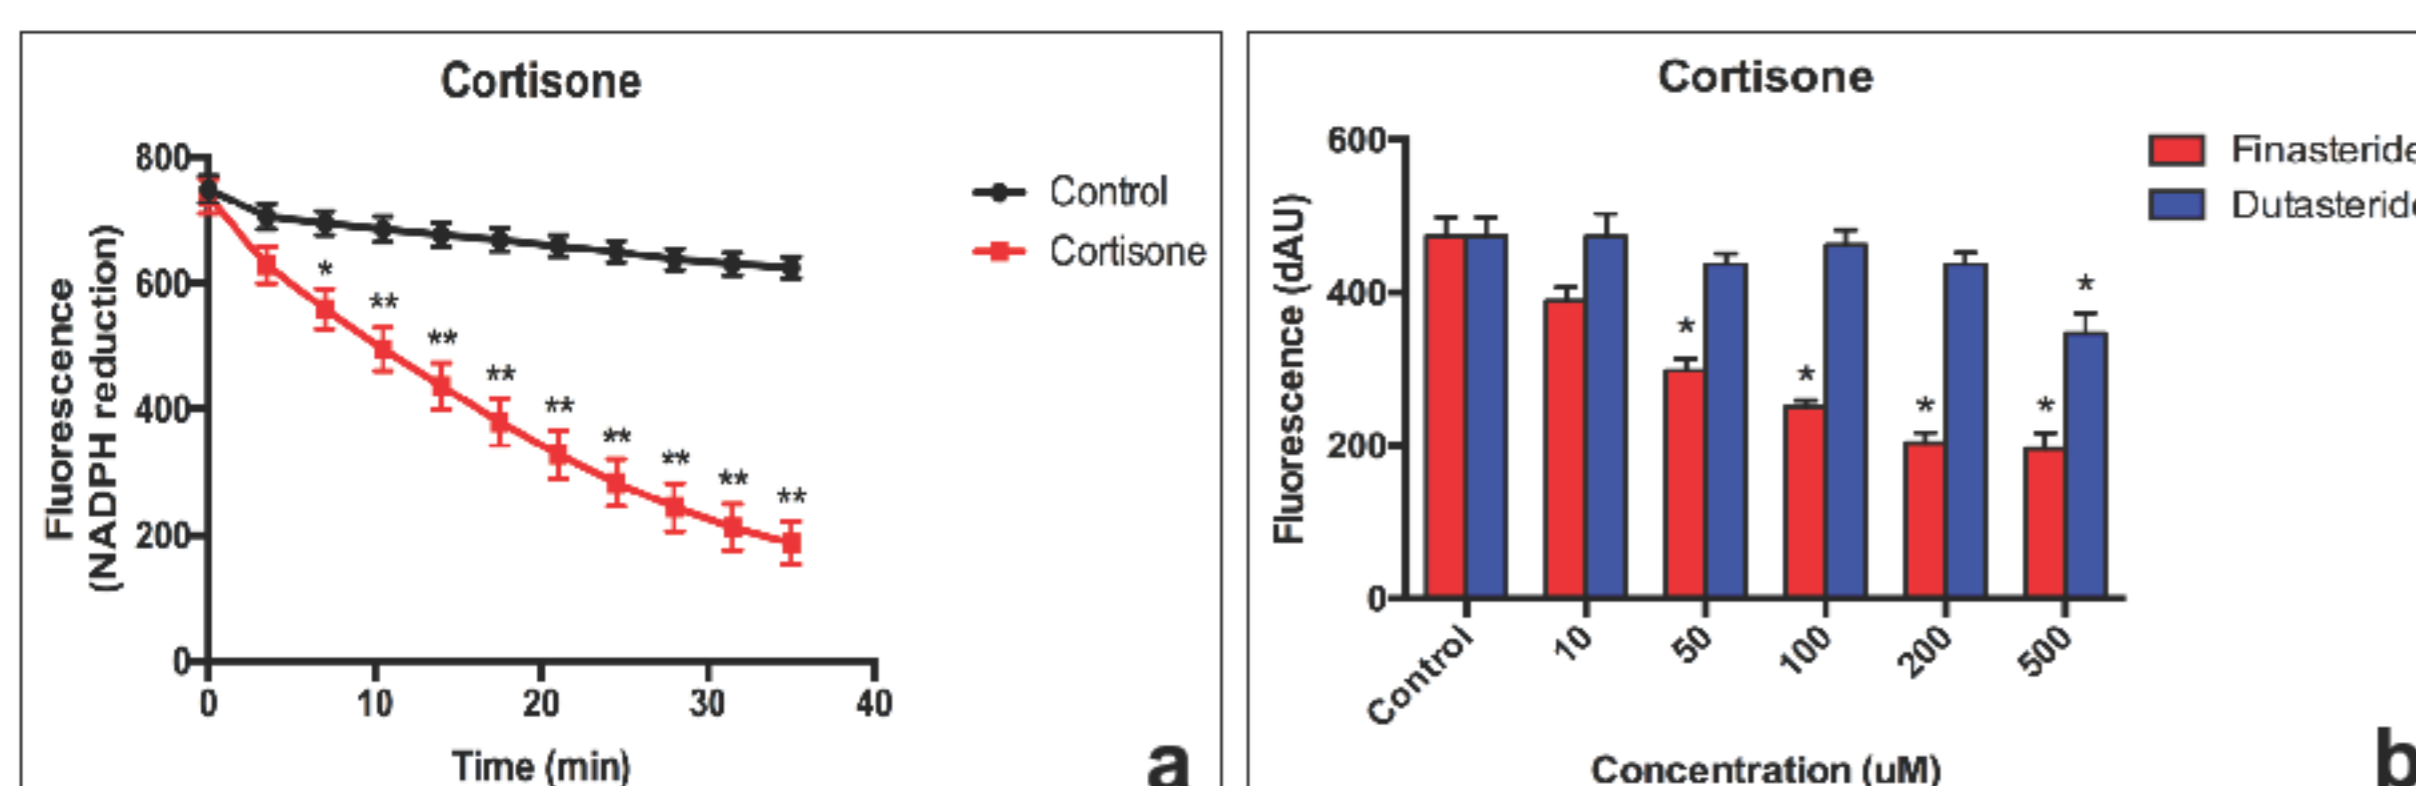 Cortisone
800
600
400
200
0
0 10 20 30 40
Fluorescence
(NADPH reduction)
Time (min)
Control
Cortisone
*
**
**
**
**
**
**
**
**
a
Cortisone
600
400
200
0
Fluorescence (dAU)
Control 10 50 100 200 500
Concentration (uM)
Finasteride
Dutasteride
*
*
*
*
*
b